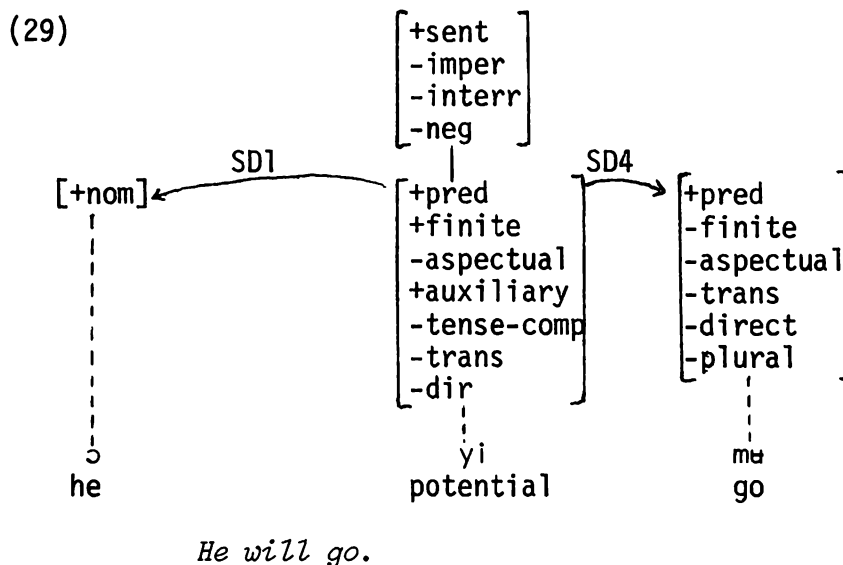 (29)
+sent
-imper
-interr
-neg
SD1
SD4
[+nom]
+pred
+finite
-aspectual
+auxiliary
-tense-comp
-trans
-dir
+pred
-finite
-aspectual
-trans
-direct
-plural
ɔ yi mʉ
he potential go
He will go.